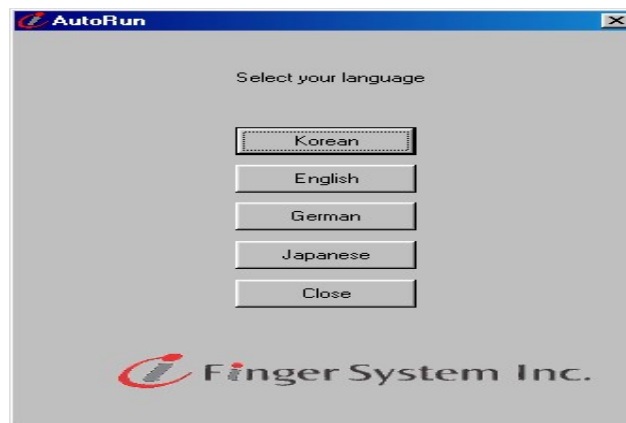 AutoRun
Select your language
Korean
English
German
Japanese
Close
Finger System Inc.